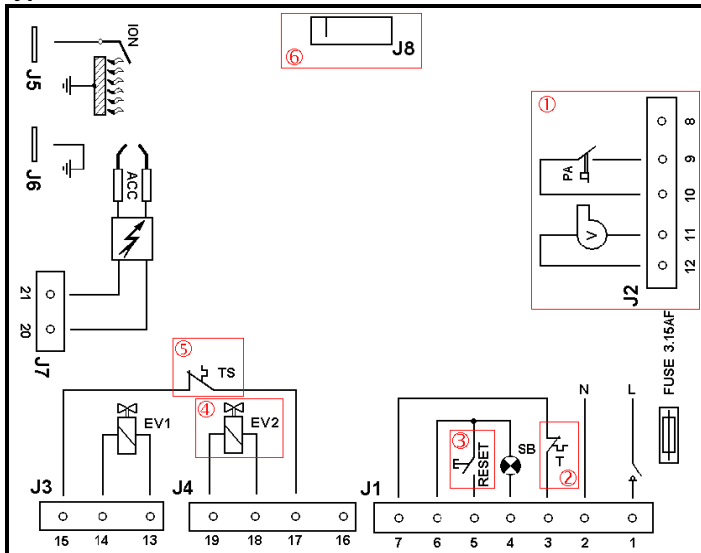 ION
J5
J6
ACC
21
20
J7
⑥
J8
①
8
9
PA
10
11
V
12
J2
FUSE 3.15AF
⑤
TS
④
EV1
EV2
③
RESET
SB
②
T
N
L
J3
15
14
13
J4
19
18
17
16
J1
7
6
5
4
3
2
1